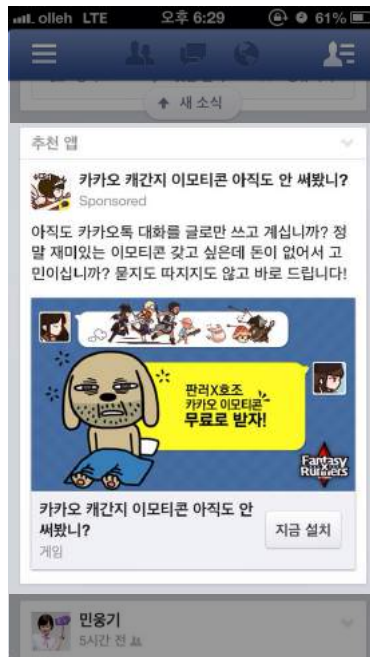 olleh LTE 오후 6:29 61%
새 소식
추천 앱
카카오 캐간지 이모티콘 아직도 안 써봤니?
Sponsored
아직도 카카오톡 대화를 글로만 쓰고 계십니까? 정
말 재미있는 이모티콘 갖고 싶은데 돈이 없어서 고
민이십니까? 묻지도 따지지도 않고 바로 드립니다!
판러X호조
카카오 이모티콘
무료로 받자!
Fantasy
X
Runners
카카오 캐간지 이모티콘 아직도 안
써봤니?
지금 설치
게임
민웅기
5시간 전